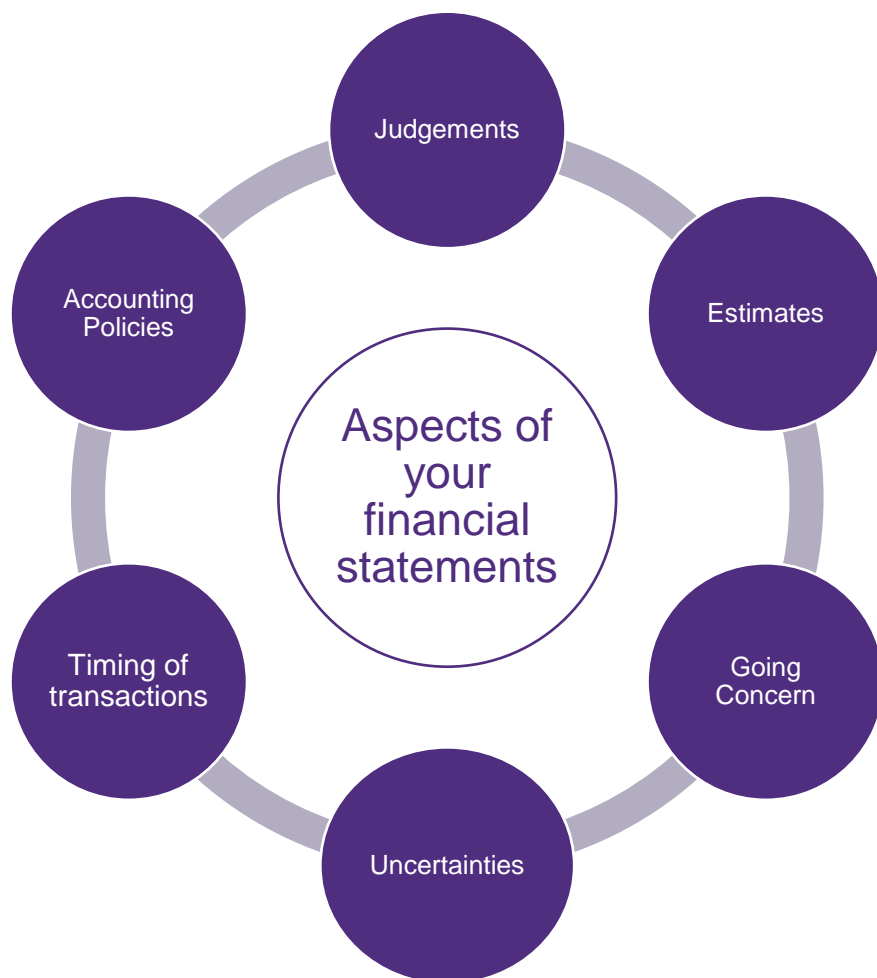 Judgements
Accounting
Policies
Estimates
Aspects of
your
financial
statements
Timing of
transactions
Going
Concern
Uncertainties